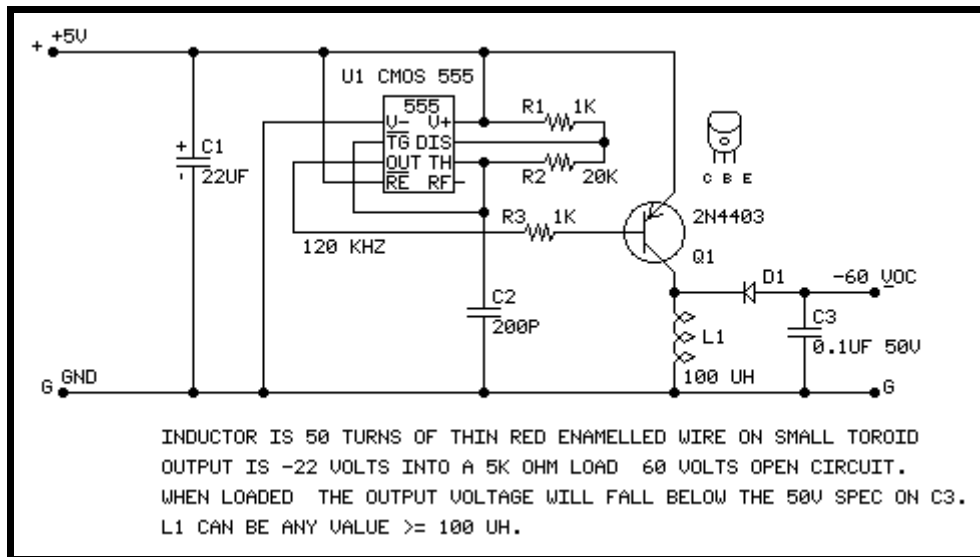 + +5V
U1 CMOS 555
555
V- V+
TG DIS
OUT TH
RE RF
R1 1K
R2 20K
+ C1
- 22UF
C B E
R3 1K
2N4403
Q1
120 KHZ
D1
-60 VOC
C2
200P
C3
0.1UF 50V
L1
100 UH
G GND
G
INDUCTOR IS 50 TURNS OF THIN RED ENAMELLED WIRE ON SMALL TOROID
OUTPUT IS -22 VOLTS INTO A 5K OHM LOAD 60 VOLTS OPEN CIRCUIT.
WHEN LOADED THE OUTPUT VOLTAGE WILL FALL BELOW THE 50V SPEC ON C3.
L1 CAN BE ANY VALUE >= 100 UH.